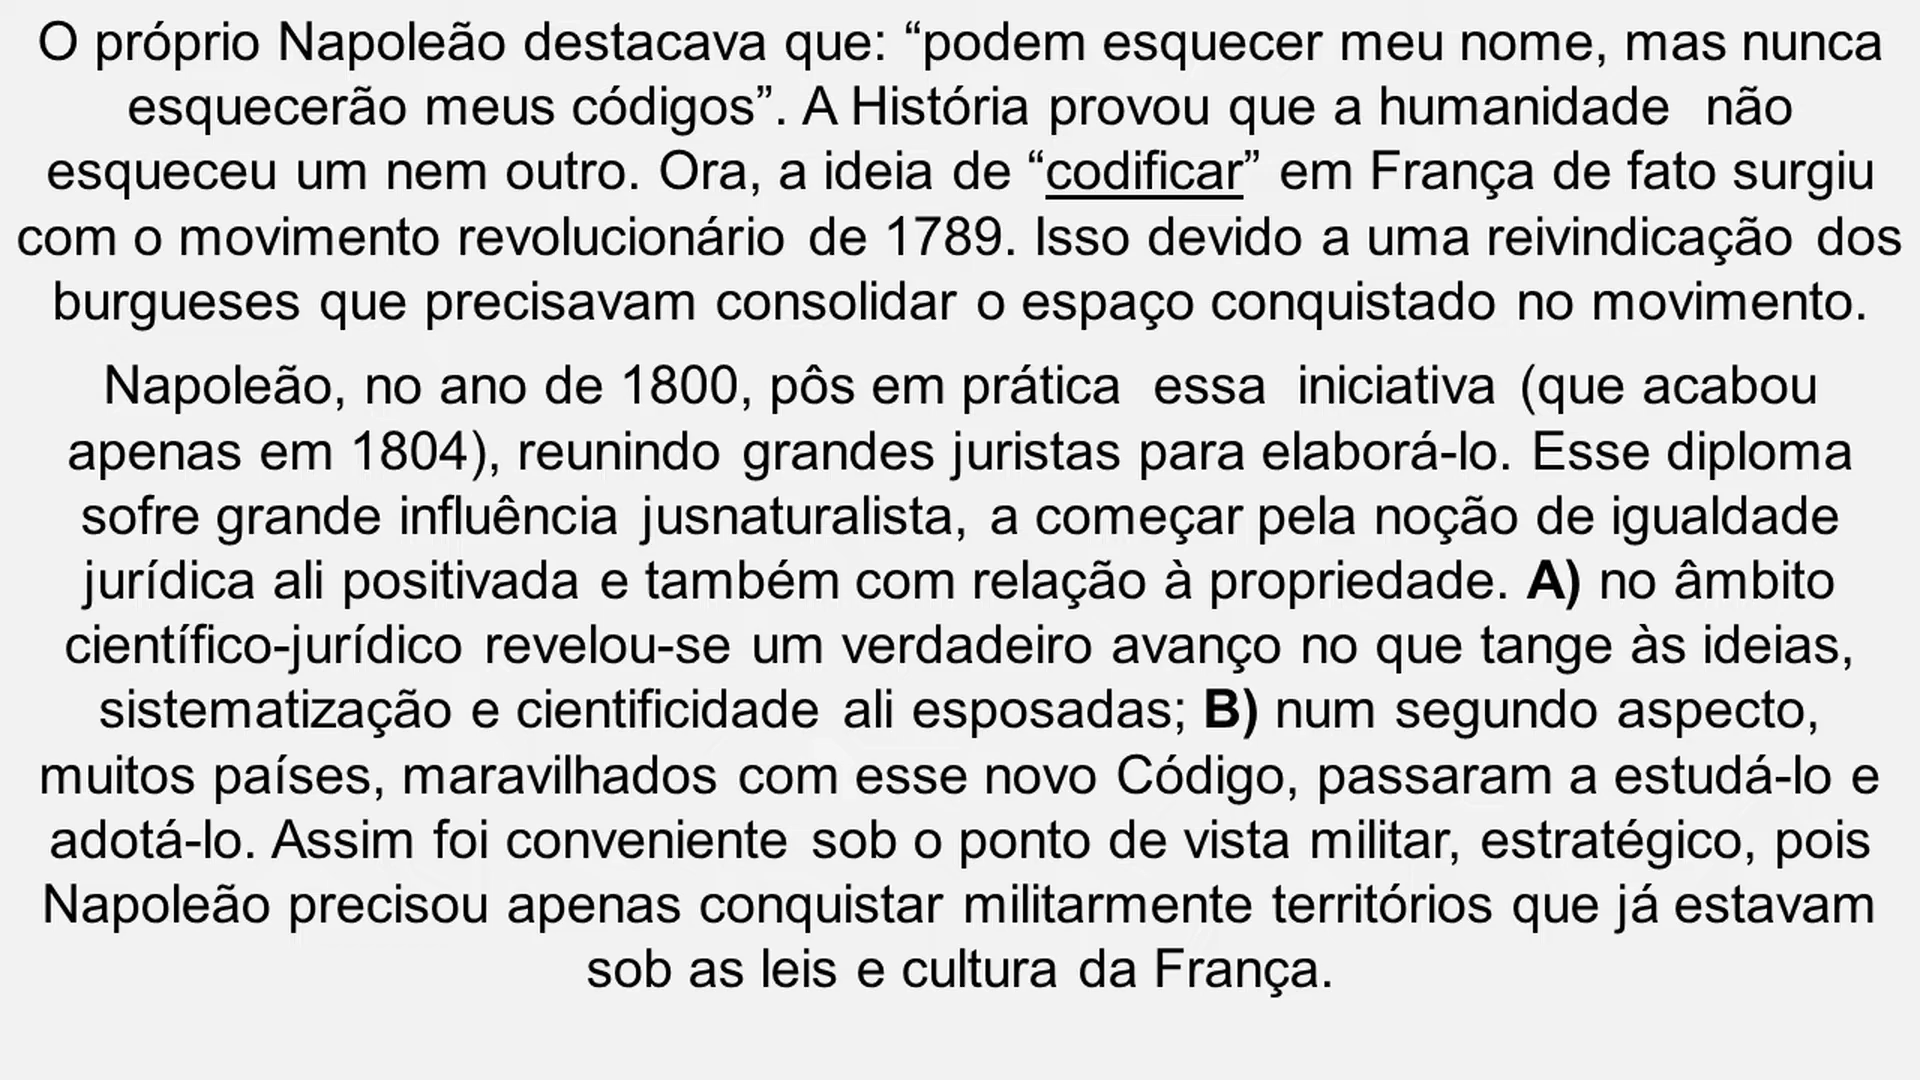 O próprio Napoleão destacava que: “podem esquecer meu nome, mas nunca
esquecerão meus códigos”. A História provou que a humanidade não
esqueceu um nem outro. Ora, a ideia de “codificar” em França de fato surgiu
com o movimento revolucionário de 1789. Isso devido a uma reivindicação dos
burgueses que precisavam consolidar o espaço conquistado no movimento.
Napoleão, no ano de 1800, pôs em prática essa iniciativa (que acabou
apenas em 1804), reunindo grandes juristas para elaborá-lo. Esse diploma
sofre grande influência jusnaturalista, a começar pela noção de igualdade
jurídica ali positivada e também com relação à propriedade. A) no âmbito
científico-jurídico revelou-se um verdadeiro avanço no que tange às ideias,
sistematização e cientificidade ali esposadas; B) num segundo aspecto,
muitos países, maravilhados com esse novo Código, passaram a estudá-lo e
adotá-lo. Assim foi conveniente sob o ponto de vista militar, estratégico, pois
Napoleão precisou apenas conquistar militarmente territórios que já estavam
sob as leis e cultura da França.